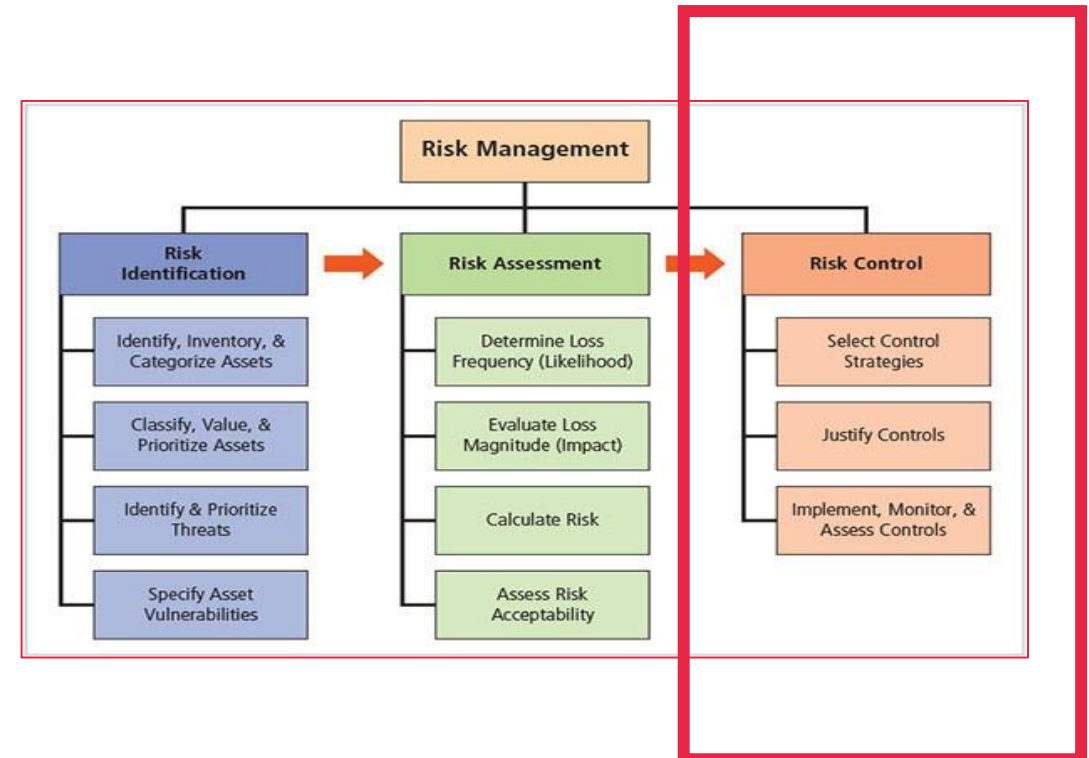 Risk Management
Risk
Identification
Identify, Inventory, &
Categorize Assets
Classify, Value, &
Prioritize Assets
Identify & Prioritize
Threats
Specify Asset
Vulnerabilities
Risk Assessment
Determine Loss
Frequency (Likelihood)
Evaluate Loss
Magnitude (Impact)
Calculate Risk
Assess Risk
Acceptability
Risk Control
Select Control
Strategies
Justify Controls
Implement, Monitor, &
Assess Controls